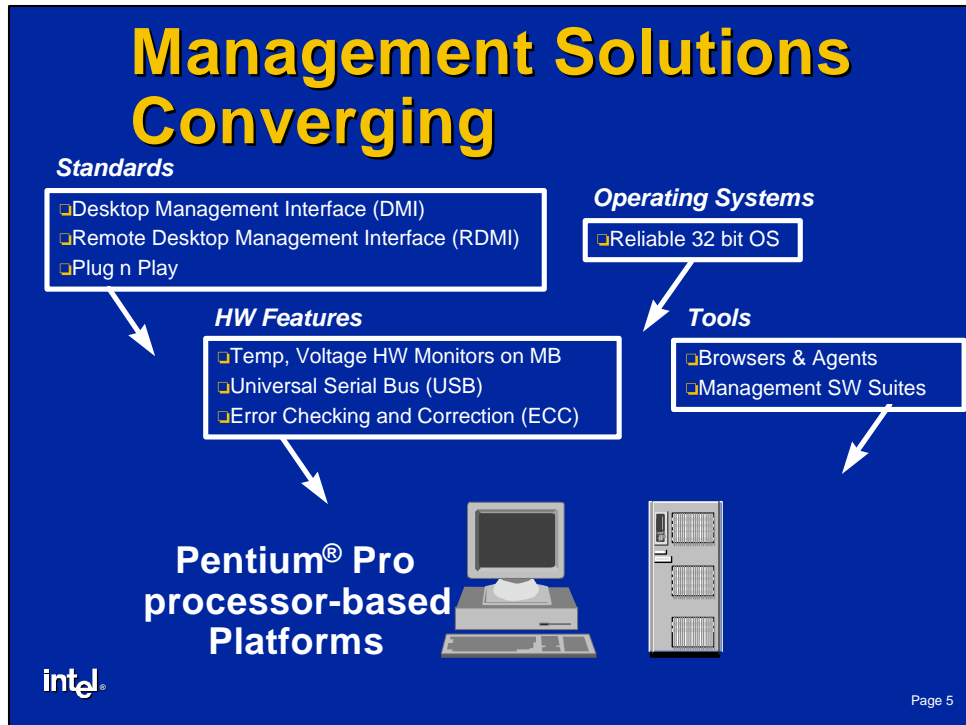 Management Solutions
Converging
Standards
❏Desktop Management Interface (DMI)
❏Remote Desktop Management Interface (RDMI)
❏Plug n Play
Operating Systems
❏Reliable 32 bit OS
HW Features
❏Temp, Voltage HW Monitors on MB
❏Universal Serial Bus (USB)
❏Error Checking and Correction (ECC)
Tools
❏Browsers & Agents
❏Management SW Suites
Pentium® Pro
processor-based
Platforms
intel®
Page 5